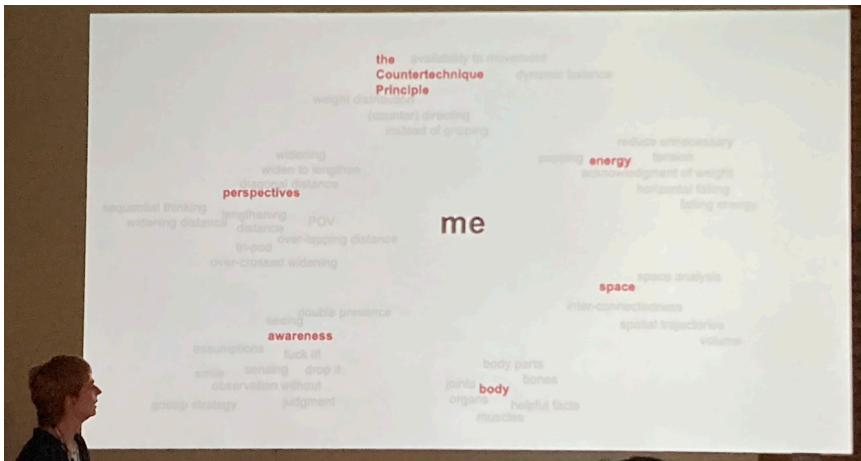 the
Countertechnique
Principle
availability to movement
dynamic balance
weight distribution
(counter) directing
instead of griping
widening
widen to lengthen
diagonal distance
perspectives
sequential thinking
lengthening
widening distance
distance
POV
over-lapping distance
tri-pod
over-crossed widening
reduce unnecessary
tension
popping
energy
acknowledgment of weight
horizontal falling
falling energy
me
space analysis
space
inter-connectedness
spatial trajectories
volume
double presence
seeing
awareness
assumptions
fuck it!
smile
sensing
drop it
observation without
judgment
gossip strategy
body parts
joints
body
bones
organs
helpful facts
muscles